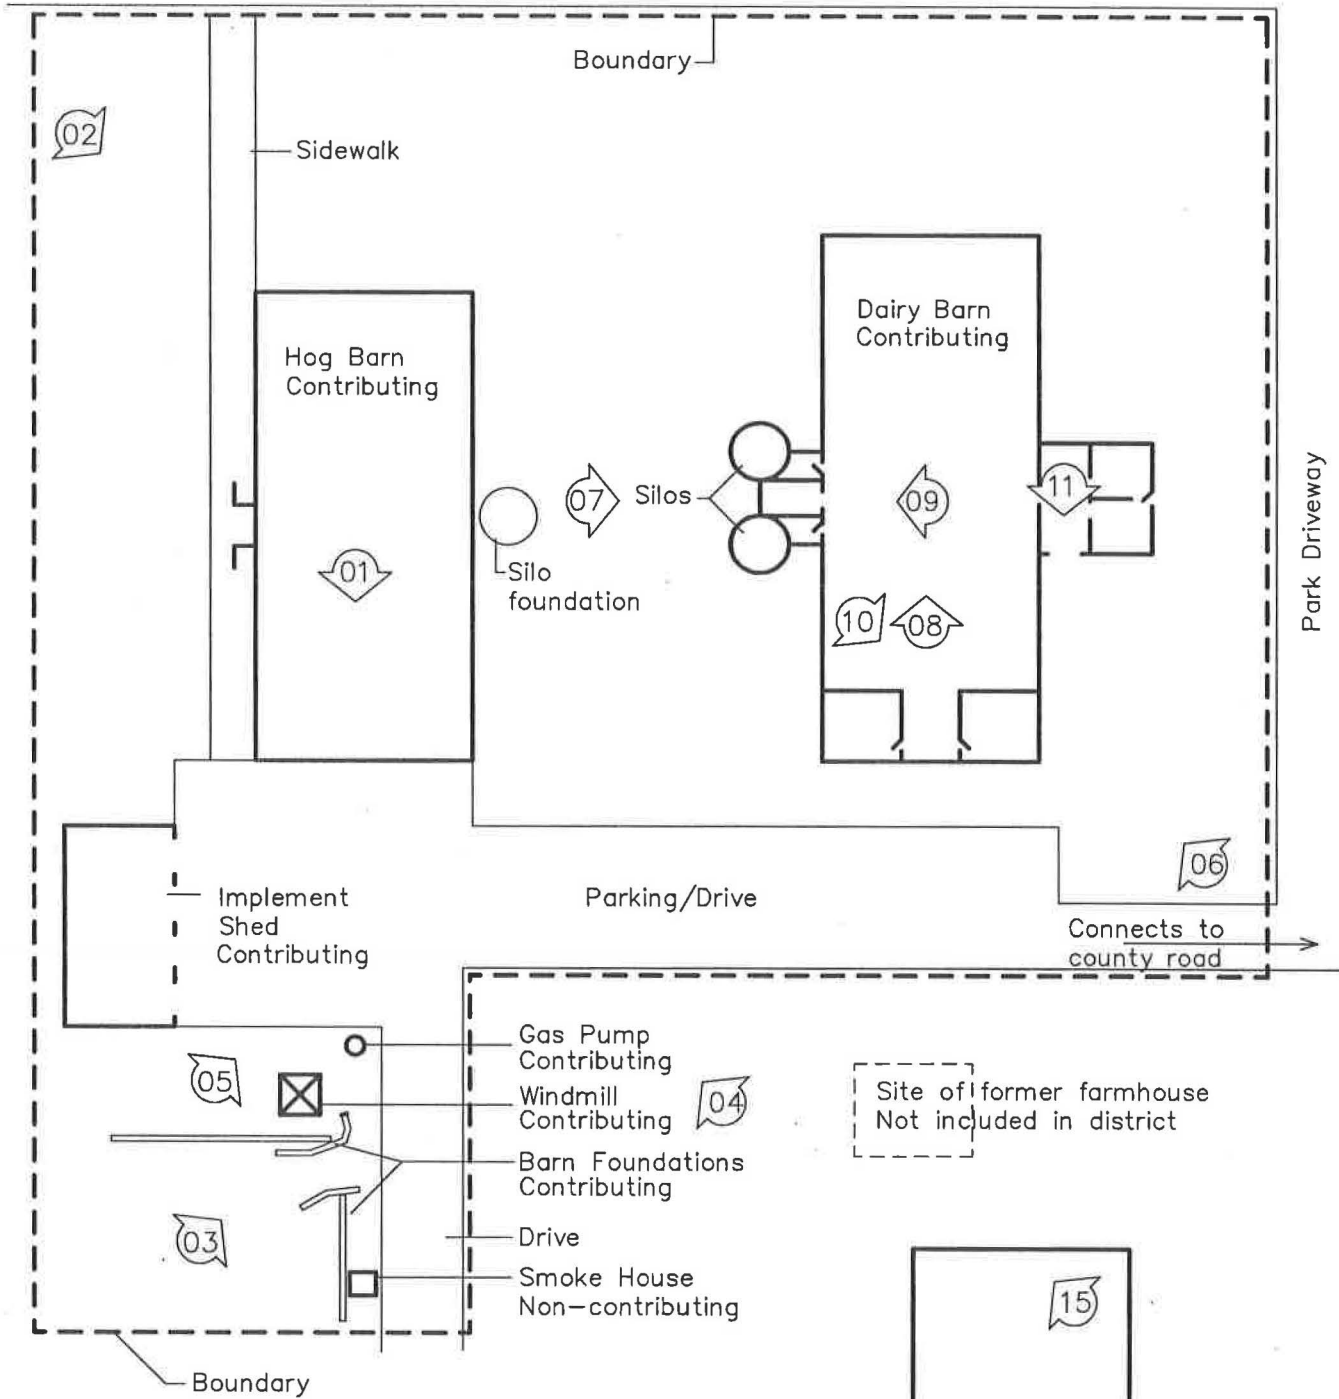 Boundary
02
Sidewalk
Hog Barn
Contributing
Dairy Barn
Contributing
07
Silos
09
11
Park Driveway
01
Silo
foundation
10
08
06
Implement
Shed
Contributing
Parking/Drive
Connects to
county road
Gas Pump
Contributing
05
Windmill
Contributing
04
Site of former farmhouse
Not included in district
Barn Foundations
Contributing
03
Drive
Smoke House
Non-contributing
15
Boundary